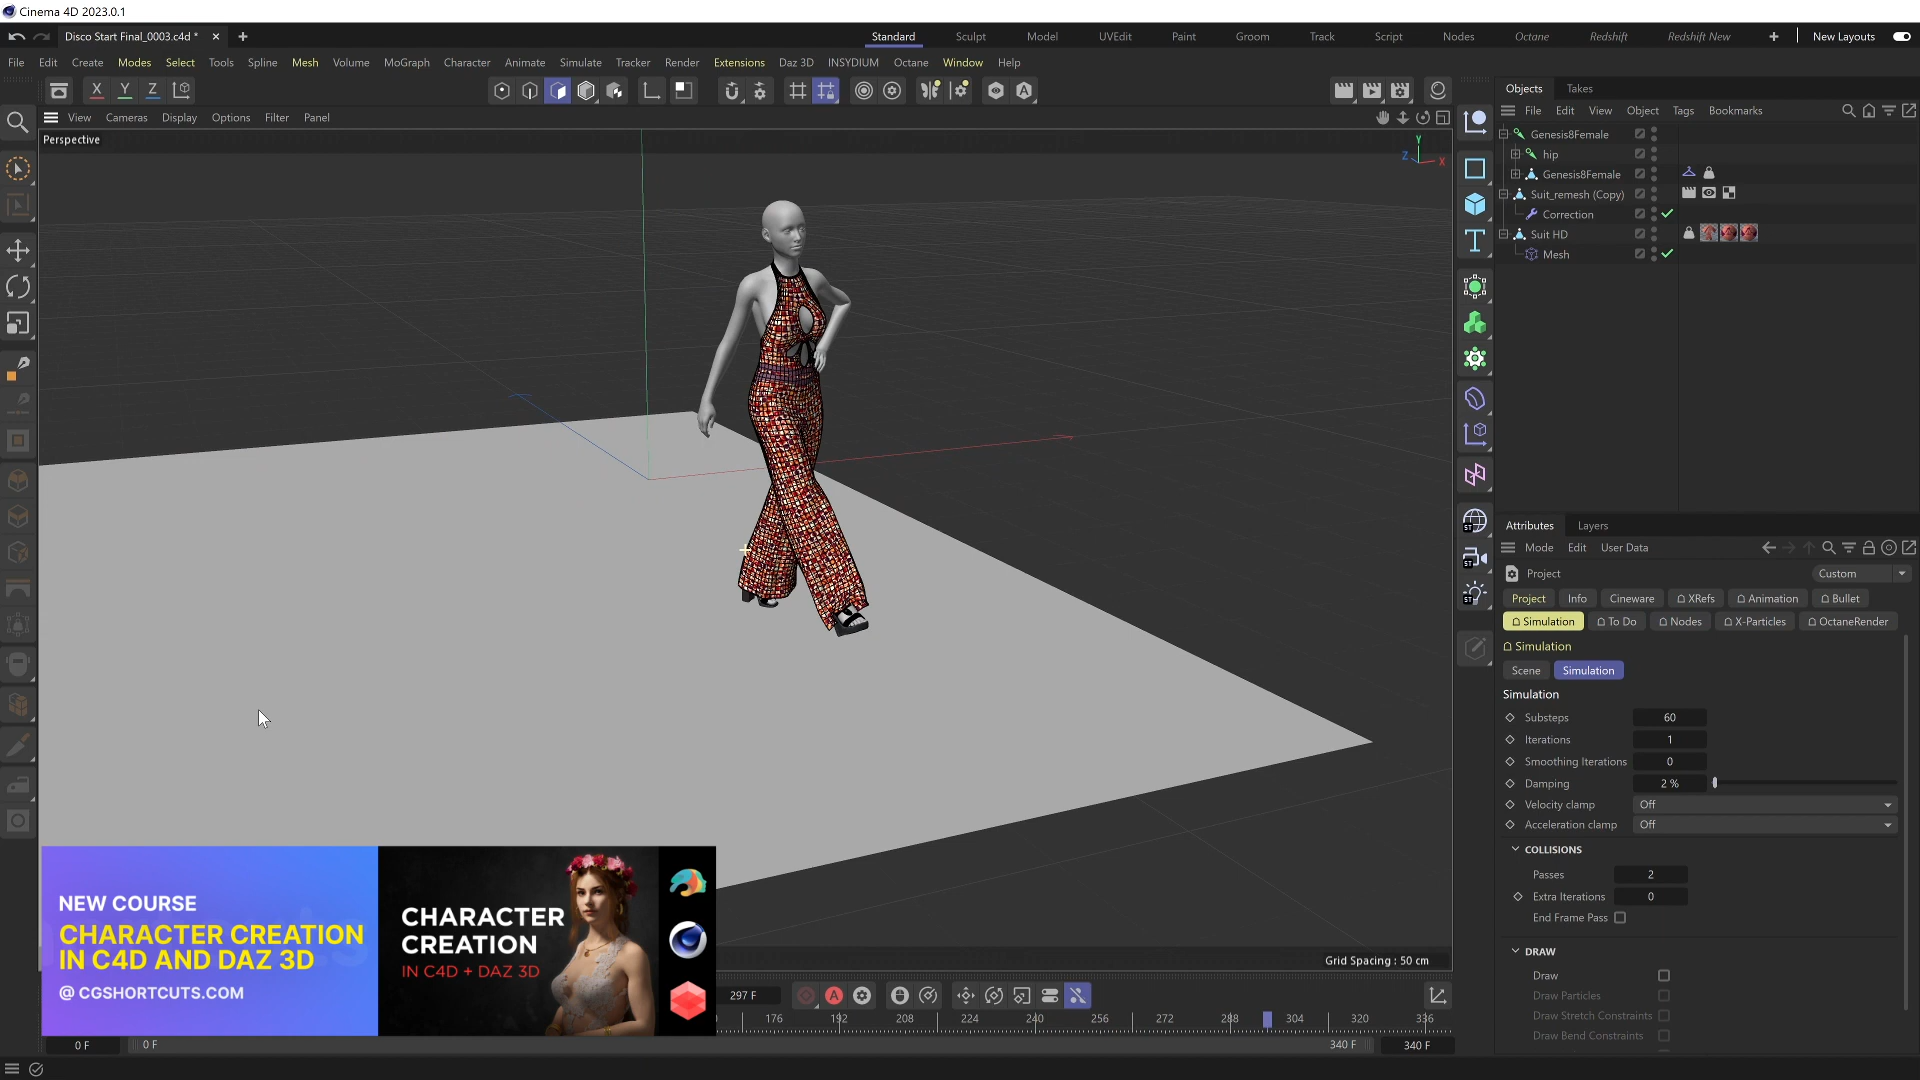 Cinema 4D 2023.0.1
Disco Start Final_0003.c4d *
Standard Sculpt Model UVEdit Paint Groom Track Script Nodes Octane Redshift Redshift New New Layouts
File Edit Create Modes Select Tools Spline Mesh Volume MoGraph Character Animate Simulate Tracker Render Extensions Daz 3D INSYDIUM Octane Window Help
X Y Z
View Cameras Display Options Filter Panel
Perspective
Y
Z X
Grid Spacing : 50 cm
Objects Takes
File Edit View Object Tags Bookmarks
Genesis8Female
hip
Genesis8Female
Suit_remesh (Copy)
Correction
Suit HD
Mesh
ST
ST
ST
Attributes Layers
Mode Edit User Data
Project Custom
Project Info Cineware XRefs Animation Bullet
Simulation To Do Nodes X-Particles OctaneRender
Simulation
Scene Simulation
Simulation
Substeps 60
Iterations 1
Smoothing Iterations 0
Damping 2 %
Velocity clamp Off
Acceleration clamp Off
COLLISIONS
Passes 2
Extra Iterations 0
End Frame Pass
DRAW
Draw
Draw Particles
Draw Stretch Constraints
Draw Bend Constraints
NEW COURSE
CHARACTER CREATION
IN C4D AND DAZ 3D
@ CGSHORTCUTS.COM
CHARACTER
CREATION
IN C4D + DAZ 3D
297 F
A
176 192 208 224 240 256 272 288 304 320 336
0 F 0 F 340 F 340 F